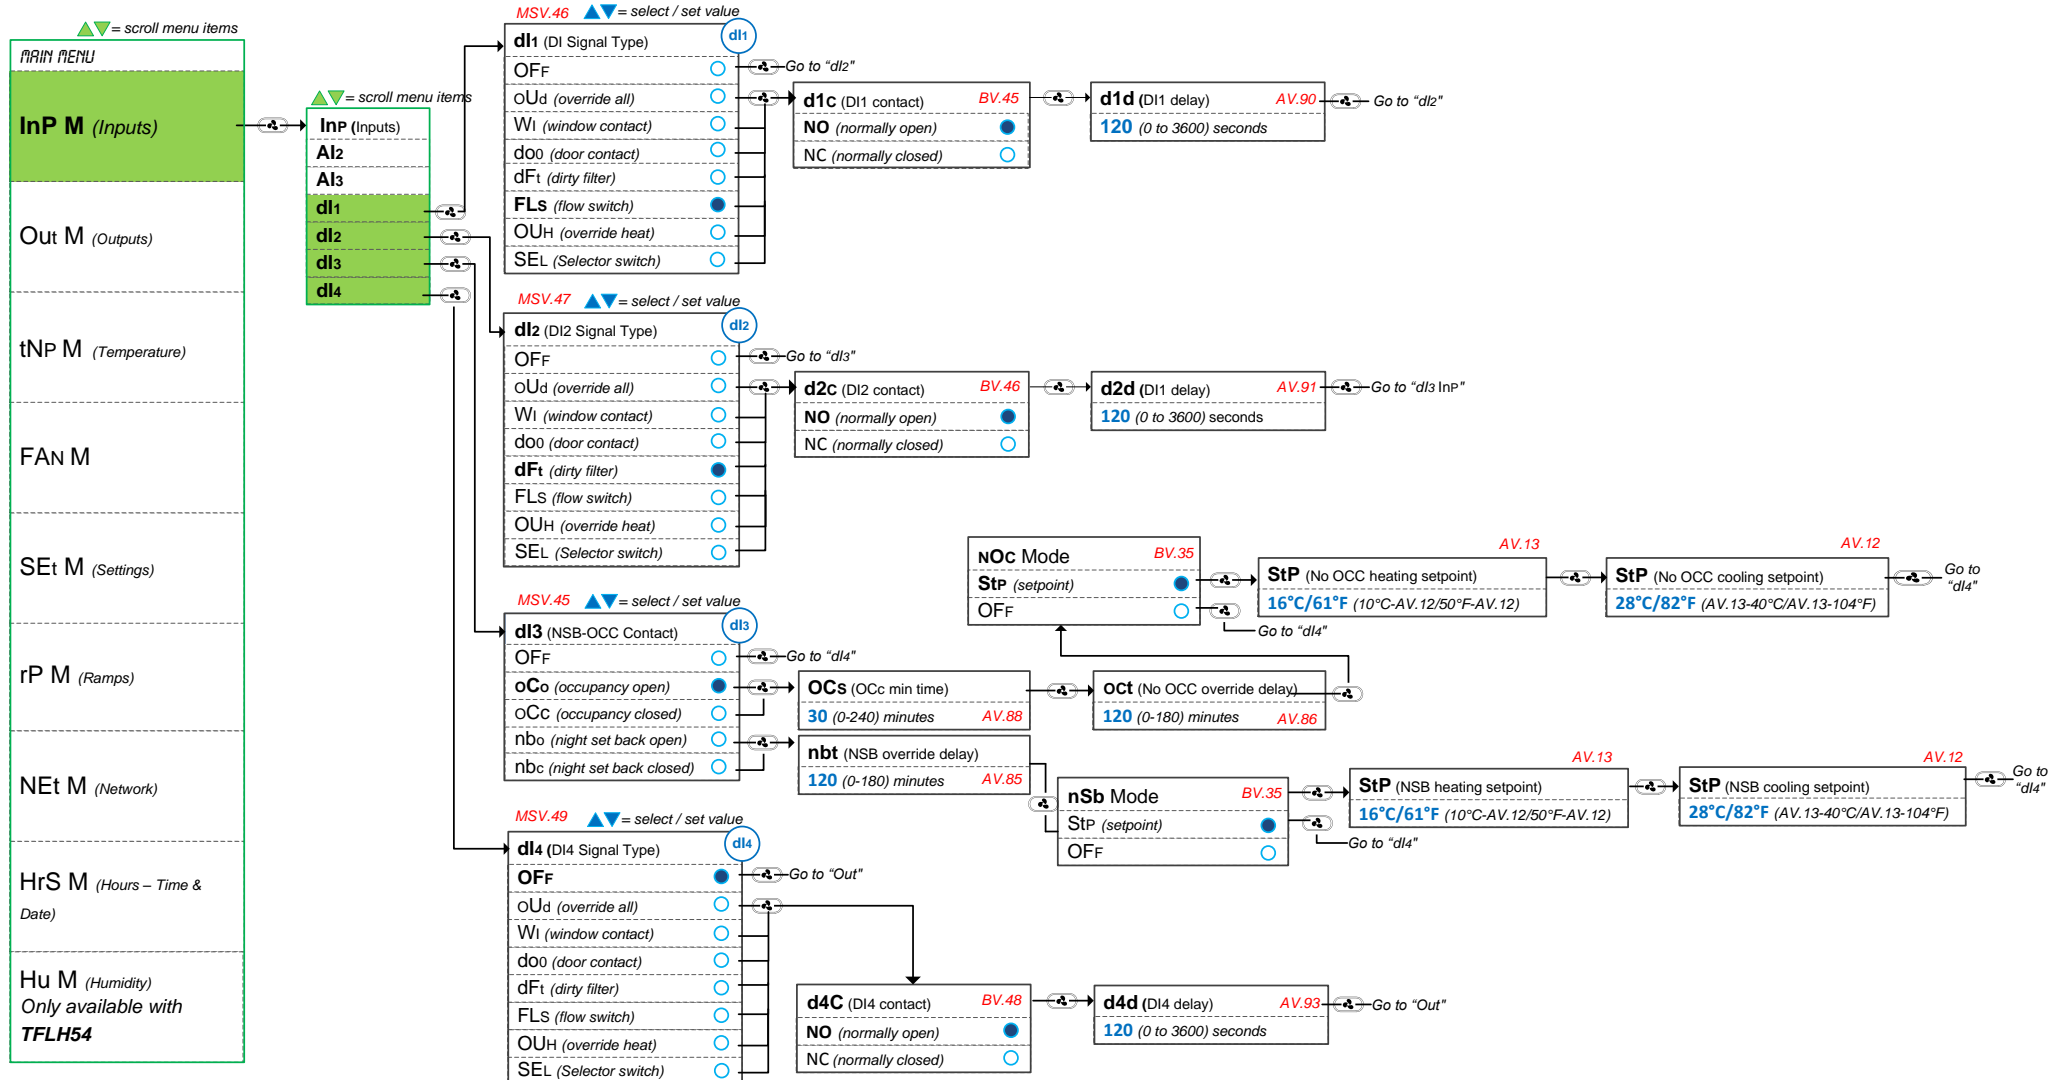 = scroll menu items
MAIN MENU
InP M (Inputs)
Out M (Outputs)
tNP M (Temperature)
FAN M
SEt M (Settings)
rP M (Ramps)
NEt M (Network)
HrS M (Hours – Time &
Date)
Hu M (Humidity)
Only available with
TFLH54
= scroll menu items
InP (Inputs)
AI2
AI3
dI1
dI2
dI3
dI4
MSV.46 = select / set value
dI1 (DI Signal Type)
dI1
OFF
Go to “dI2”
oUd (override all)
WI (window contact)
doo (door contact)
dFt (dirty filter)
FLs (flow switch)
OUH (override heat)
SEL (Selector switch)
d1c (DI1 contact) BV.45
NO (normally open)
NC (normally closed)
d1d (DI1 delay) AV.90
120 (0 to 3600) seconds
Go to “dI2”
MSV.47 = select / set value
dI2 (DI2 Signal Type)
dI2
OFF
Go to “dI3”
oUd (override all)
WI (window contact)
doo (door contact)
dFt (dirty filter)
FLs (flow switch)
OUH (override heat)
SEL (Selector switch)
d2c (DI2 contact) BV.46
NO (normally open)
NC (normally closed)
d2d (DI1 delay) AV.91
120 (0 to 3600) seconds
Go to “dI3 InP”
MSV.45 = select / set value
dI3 (NSB-OCC Contact)
dI3
OFF
Go to “dI4”
oCo (occupancy open)
oCc (occupancy closed)
nbo (night set back open)
nbc (night set back closed)
OCs (OCc min time)
30 (0-240) minutes AV.88
oct (No OCC override delay)
120 (0-180) minutes AV.86
NOc Mode BV.35
StP (setpoint)
OFF
Go to “dI4”
AV.13
StP (No OCC heating setpoint)
16°C/61°F (10°C-AV.12/50°F-AV.12)
AV.12
StP (No OCC cooling setpoint)
28°C/82°F (AV.13-40°C/AV.13-104°F)
Go to
“dI4”
nbt (NSB override delay)
120 (0-180) minutes AV.85
nSb Mode BV.35
StP (setpoint)
OFF
Go to “dI4”
AV.13
StP (NSB heating setpoint)
16°C/61°F (10°C-AV.12/50°F-AV.12)
AV.12
StP (NSB cooling setpoint)
28°C/82°F (AV.13-40°C/AV.13-104°F)
Go to
“dI4”
MSV.49 = select / set value
dI4 (DI4 Signal Type)
dI4
OFF
Go to “Out”
oUd (override all)
WI (window contact)
doo (door contact)
dFt (dirty filter)
FLs (flow switch)
OUH (override heat)
SEL (Selector switch)
d4C (DI4 contact) BV.48
NO (normally open)
NC (normally closed)
d4d (DI4 delay) AV.93
120 (0 to 3600) seconds
Go to “Out”